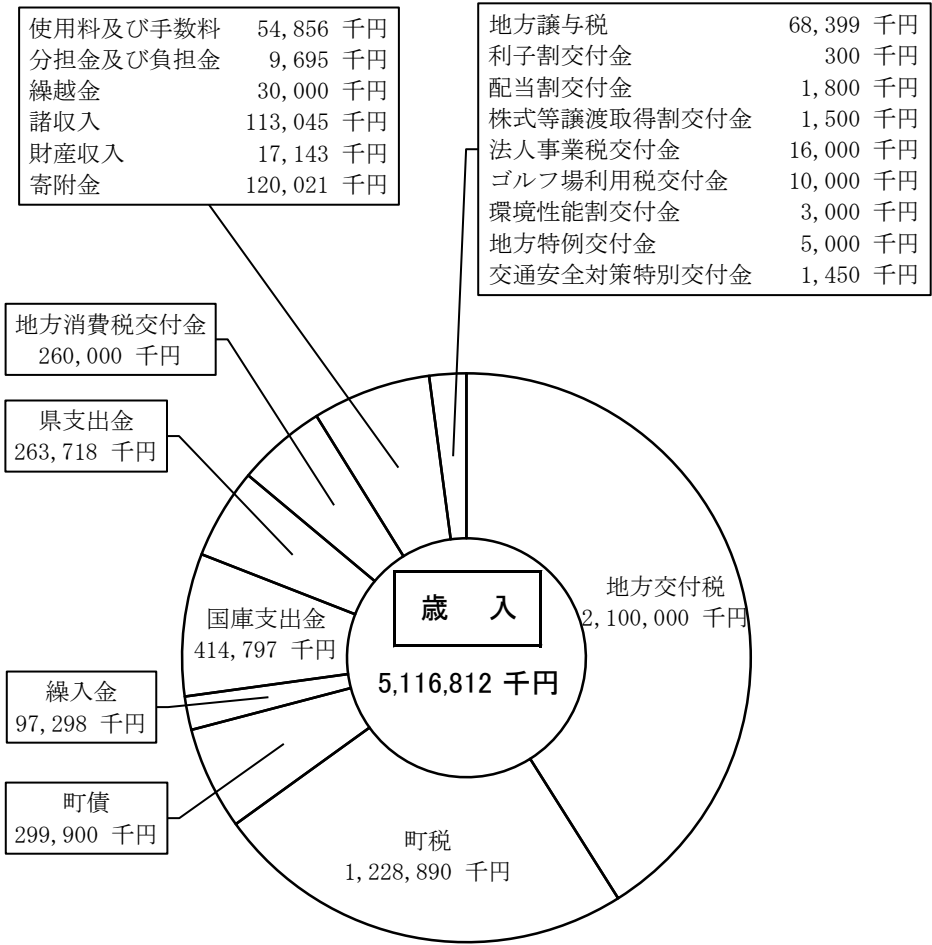 使用料及び手数料 54,856 千円
分担金及び負担金 9,695 千円
繰越金 30,000 千円
諸収入 113,045 千円
財産収入 17,143 千円
寄附金 120,021 千円
地方譲与税 68,399 千円
利子割交付金 300 千円
配当割交付金 1,800 千円
株式等譲渡取得割交付金 1,500 千円
法人事業税交付金 16,000 千円
ゴルフ場利用税交付金 10,000 千円
環境性能割交付金 3,000 千円
地方特例交付金 5,000 千円
交通安全対策特別交付金 1,450 千円
地方消費税交付金
260,000 千円
県支出金
263,718 千円
国庫支出金
414,797 千円
繰入金
97,298 千円
町債
299,900 千円
町税
1,228,890 千円
地方交付税
2,100,000 千円
歳 入
5,116,812 千円